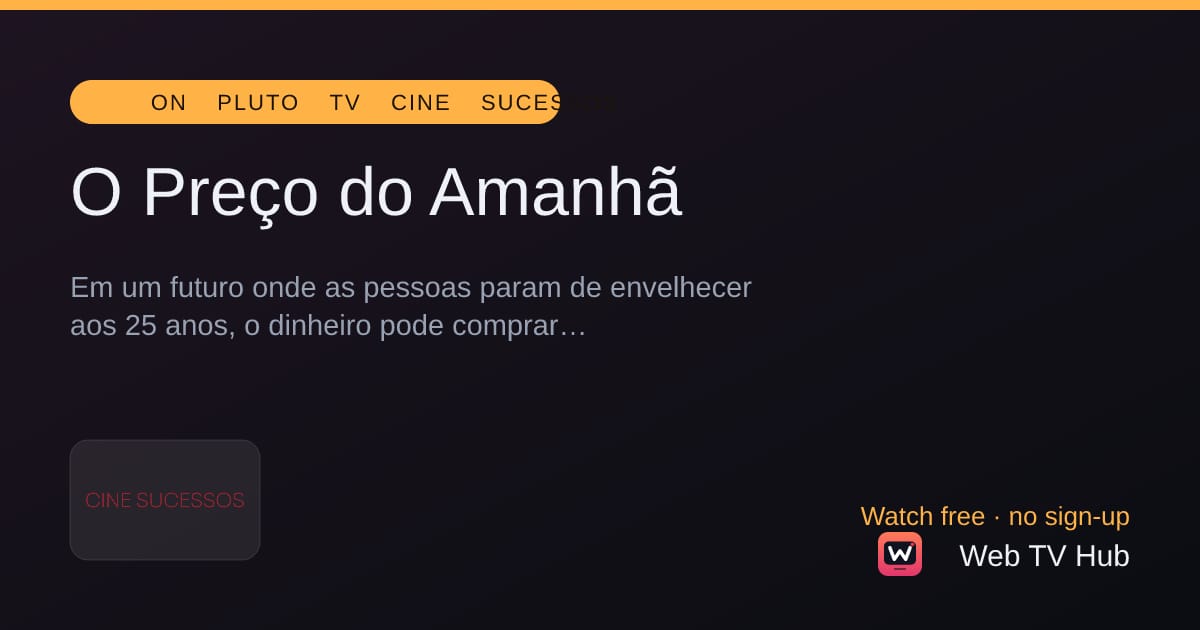 ON PLUTO TV CINE SUCES
O Preço do Amanhã
Em um futuro onde as pessoas param de envelhecer
aos 25 anos, o dinheiro pode comprar…
CINE SUCESSOS
Watch free · no sign-up
Web TV Hub